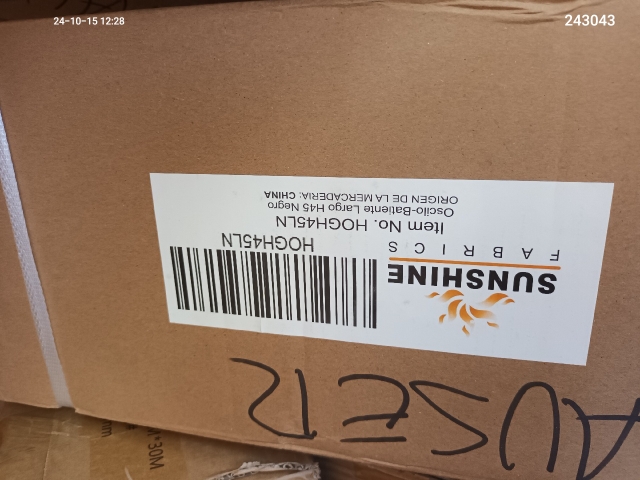 24-10-15 12:28
243043
SUNSHINE
FABRICS
HOGH45LN
Item No. HOGH45LN
Oscilo-Batiente Largo H45 Negro
ORIGEN DE LA MERCADERIA: CHINA
*30M